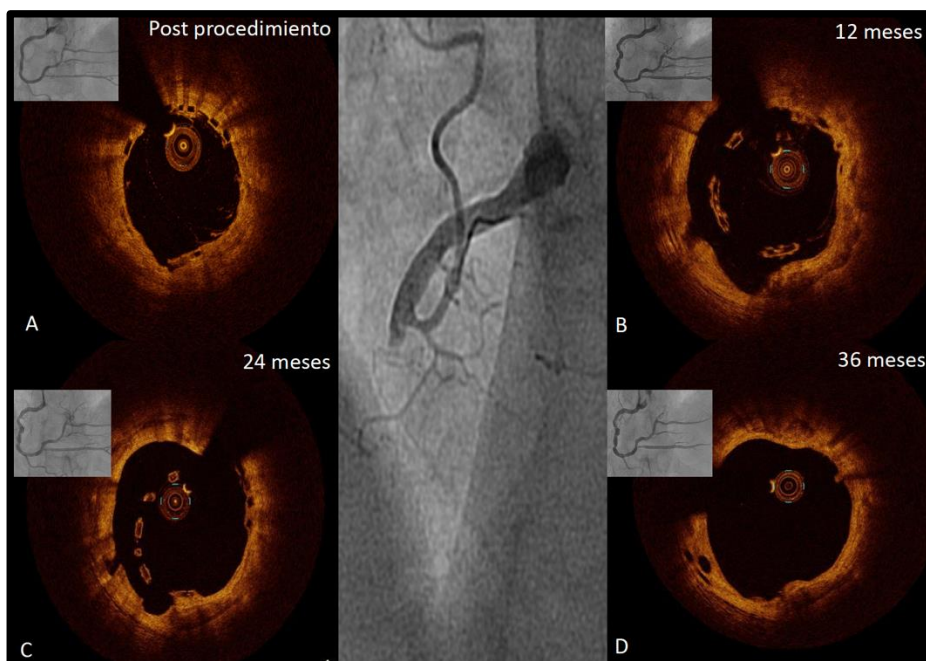 Post procedimiento
12 meses
A
B
24 meses
36 meses
C
D